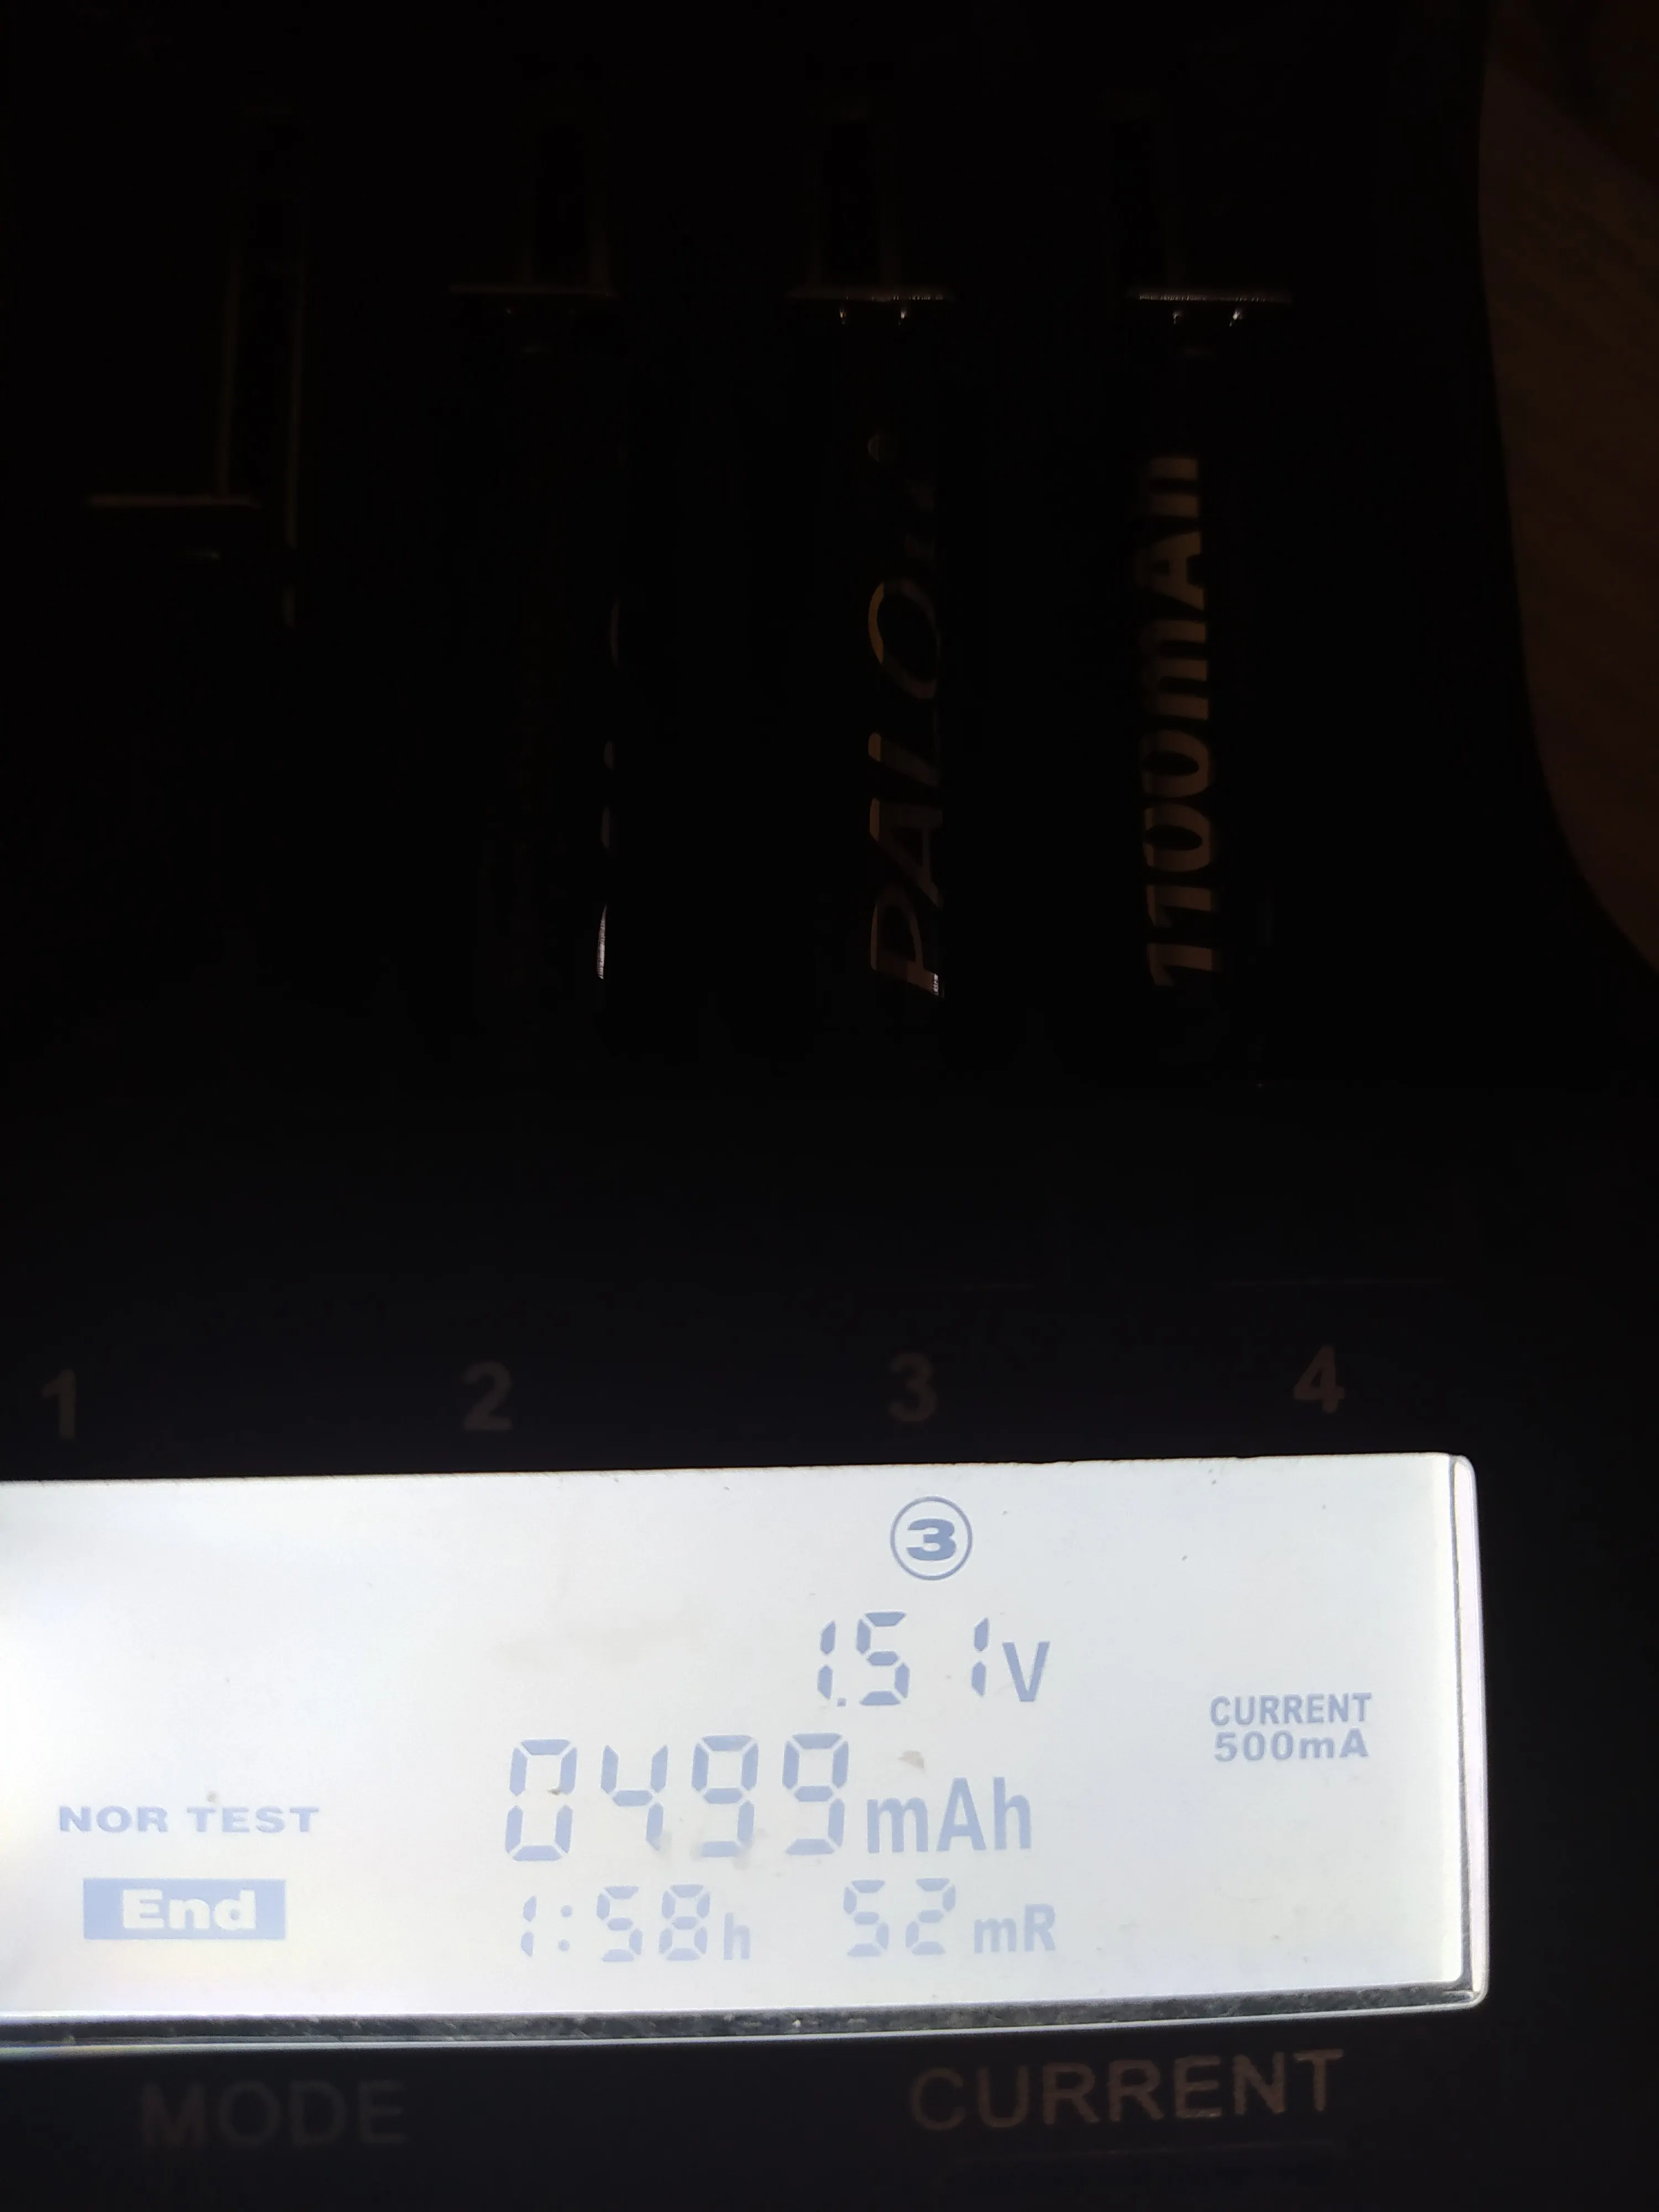 PALO
1100mAh
1
2
3
4
3
1.51V
CURRENT
500mA
0499mAh
NOR TEST
End
1:58h
52mR
MODE
CURRENT